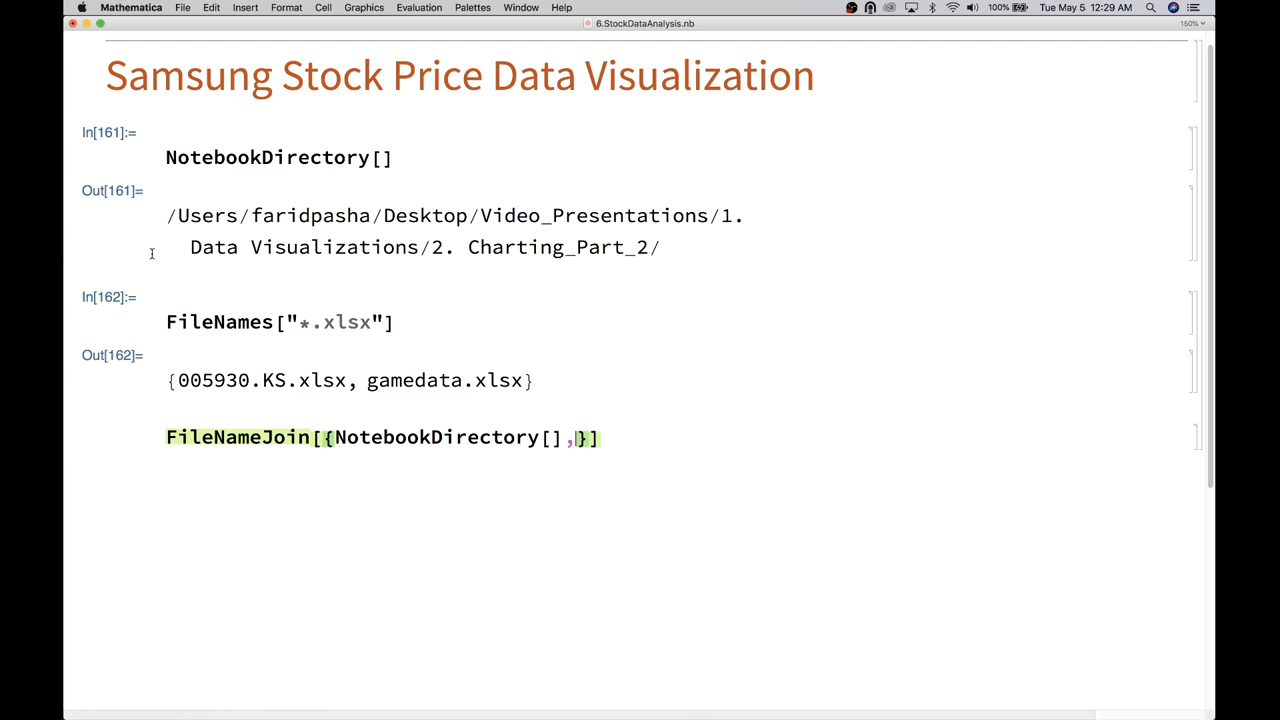 Mathematica File Edit Insert Format Cell Graphics Evaluation Palettes Window Help 100% Tue May 5 12:29 AM
6.StockDataAnalysis.nb 150%
Samsung Stock Price Data Visualization
In[161]:=
NotebookDirectory[]
Out[161]=
/Users/faridpasha/Desktop/Video_Presentations/1.
Data Visualizations/2. Charting_Part_2/
In[162]:=
FileNames["*.xlsx"]
Out[162]=
{005930.KS.xlsx, gamedata.xlsx}
FileNameJoin[{NotebookDirectory[],}]